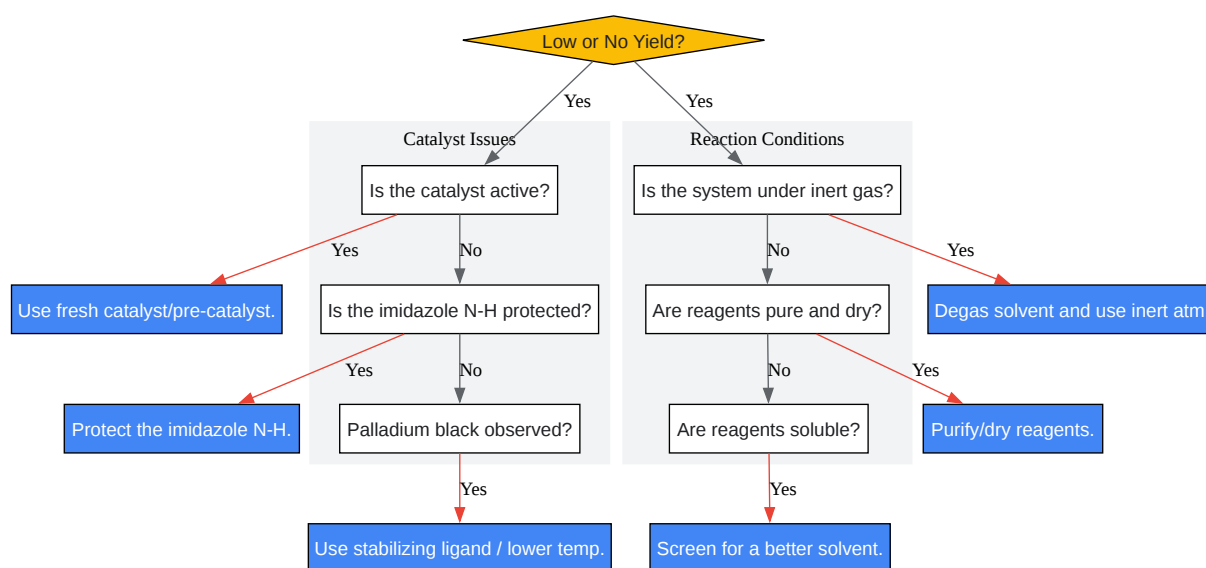 Low or No Yield?
Yes
Yes
Catalyst Issues
Reaction Conditions
Is the catalyst active?
Is the system under inert gas?
Yes
No
No
Yes
Use fresh catalyst/pre-catalyst.
Is the imidazole N-H protected?
Are reagents pure and dry?
Degas solvent and use inert atm
Yes
No
No
Yes
Protect the imidazole N-H.
Palladium black observed?
Are reagents soluble?
Purify/dry reagents.
Yes
Yes
Use stabilizing ligand / lower temp.
Screen for a better solvent.